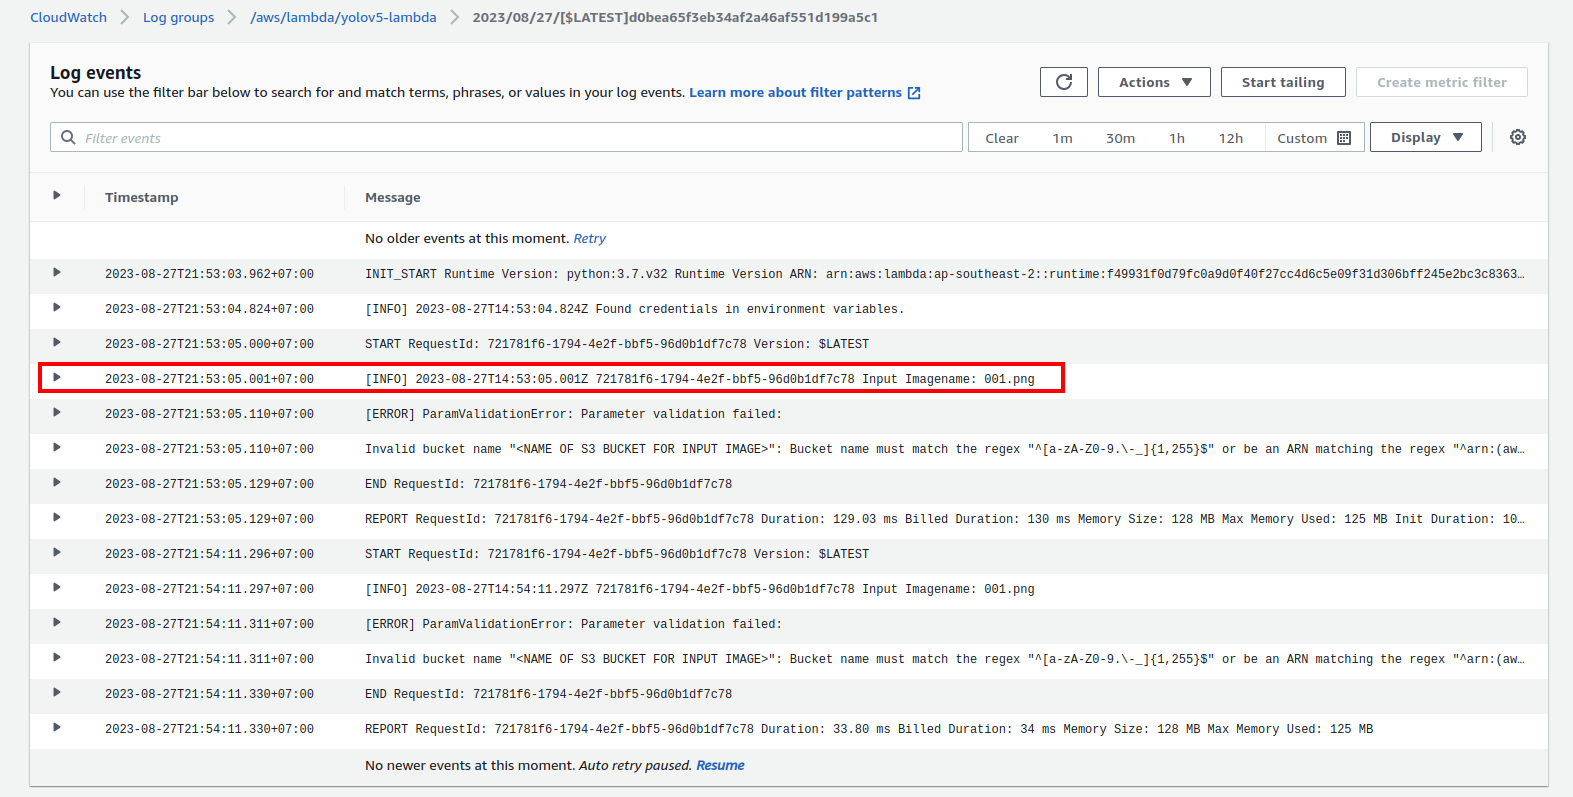 CloudWatch > Log groups > /aws/lambda/yolov5-lambda > 2023/08/27/[$LATEST]d0bea65f3eb34af2a46af551d199a5c1
Log events
You can use the filter bar below to search for and match terms, phrases, or values in your log events. Learn more about filter patterns
Actions Start tailing Create metric filter
Filter events Clear 1m 30m 1h 12h Custom Display
Timestamp Message
No older events at this moment. Retry
2023-08-27T21:53:03.962+07:00 INIT_START Runtime Version: python:3.7.v32 Runtime Version ARN: arn:aws:lambda:ap-southeast-2::runtime:f49931f0d79fc0a9d0f40f27cc4d6c5e09f31d306bff245e2bc3c8363…
2023-08-27T21:53:04.824+07:00 [INFO] 2023-08-27T14:53:04.824Z Found credentials in environment variables.
2023-08-27T21:53:05.000+07:00 START RequestId: 721781f6-1794-4e2f-bbf5-96d0b1df7c78 Version: $LATEST
2023-08-27T21:53:05.001+07:00 [INFO] 2023-08-27T14:53:05.001Z 721781f6-1794-4e2f-bbf5-96d0b1df7c78 Input Imagename: 001.png
2023-08-27T21:53:05.110+07:00 [ERROR] ParamValidationError: Parameter validation failed:
2023-08-27T21:53:05.110+07:00 Invalid bucket name "<NAME OF S3 BUCKET FOR INPUT IMAGE>": Bucket name must match the regex "^[a-zA-Z0-9.\-_]{1,255}$" or be an ARN matching the regex "^arn:(aw…
2023-08-27T21:53:05.129+07:00 END RequestId: 721781f6-1794-4e2f-bbf5-96d0b1df7c78
2023-08-27T21:53:05.129+07:00 REPORT RequestId: 721781f6-1794-4e2f-bbf5-96d0b1df7c78 Duration: 129.03 ms Billed Duration: 130 ms Memory Size: 128 MB Max Memory Used: 125 MB Init Duration: 10…
2023-08-27T21:54:11.296+07:00 START RequestId: 721781f6-1794-4e2f-bbf5-96d0b1df7c78 Version: $LATEST
2023-08-27T21:54:11.297+07:00 [INFO] 2023-08-27T14:54:11.297Z 721781f6-1794-4e2f-bbf5-96d0b1df7c78 Input Imagename: 001.png
2023-08-27T21:54:11.311+07:00 [ERROR] ParamValidationError: Parameter validation failed:
2023-08-27T21:54:11.311+07:00 Invalid bucket name "<NAME OF S3 BUCKET FOR INPUT IMAGE>": Bucket name must match the regex "^[a-zA-Z0-9.\-_]{1,255}$" or be an ARN matching the regex "^arn:(aw…
2023-08-27T21:54:11.330+07:00 END RequestId: 721781f6-1794-4e2f-bbf5-96d0b1df7c78
2023-08-27T21:54:11.330+07:00 REPORT RequestId: 721781f6-1794-4e2f-bbf5-96d0b1df7c78 Duration: 33.80 ms Billed Duration: 34 ms Memory Size: 128 MB Max Memory Used: 125 MB
No newer events at this moment. Auto retry paused. Resume